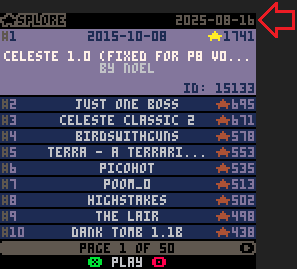 ★SPLORE 2025-08-16
#1 2015-10-08 ★1741
CELESTE 1.0 (FIXED FOR P8 V0...
BY NOEL
ID: 15133
#2 JUST ONE BOSS ★695
#3 CELESTE CLASSIC 2 ★671
#4 BIRDSWITHGUNS ★578
#5 TERRA - A TERRARI... ★553
#6 PICOHOT ★535
#7 POOM_0 ★513
#8 HIGHSTAKES ★502
#9 THE LAIR ★498
#10 DANK TOMB 1.1B ★438
PAGE 1 OF 50
PLAY